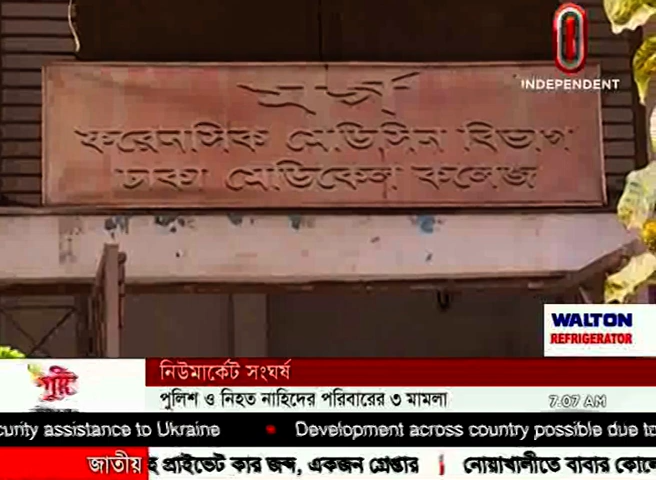 INDEPENDENT
মর্গ
ফরেনসিক মেডিসিন বিভাগ
ঢাকা মেডিকেল কলেজ
WALTON
REFRIGERATOR
নিউমার্কেট সংঘর্ষ
পুলিশ ও নিহত নাহিদের পরিবারের ৩ মামলা
7:07 AM
curity assistance to Ukraine • Development across country possible due to
জাতীয় হ প্রাইভেট কার জব্দ, একজন গ্রেপ্তার | নোয়াখালীতে বাবার কোলে